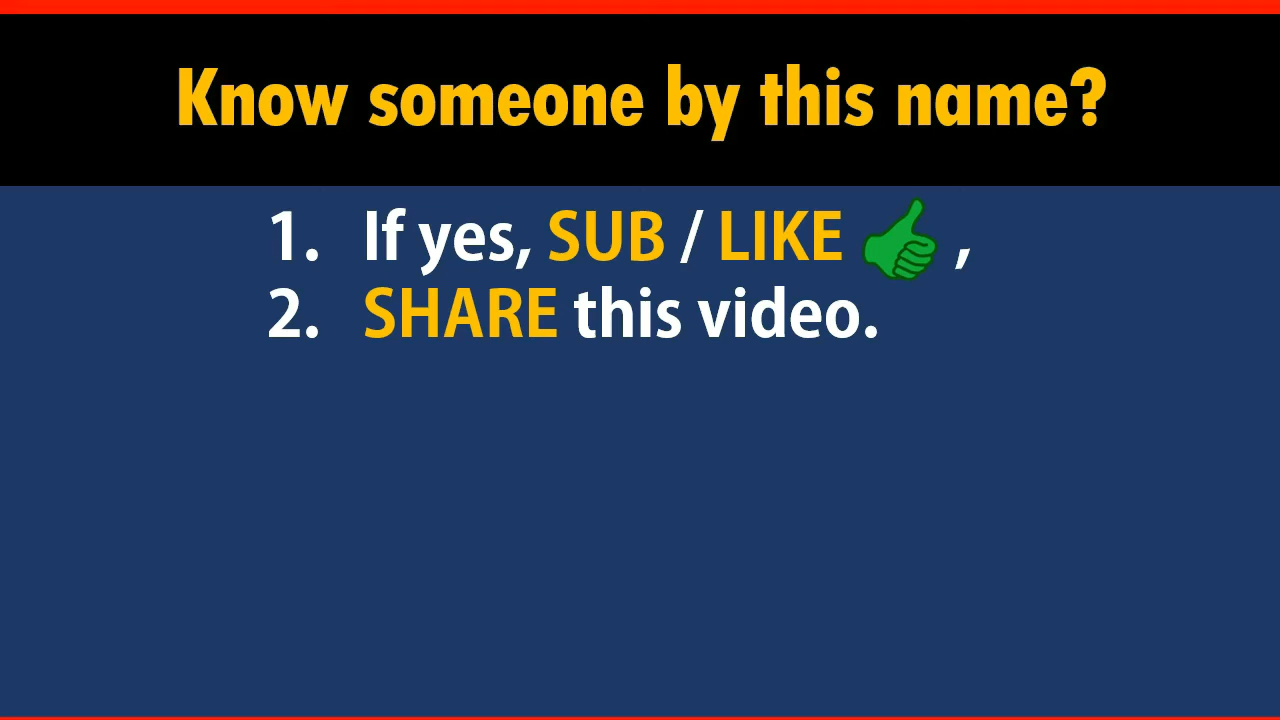 Know someone by this name?
1. If yes, SUB / LIKE ,
2. SHARE this video.